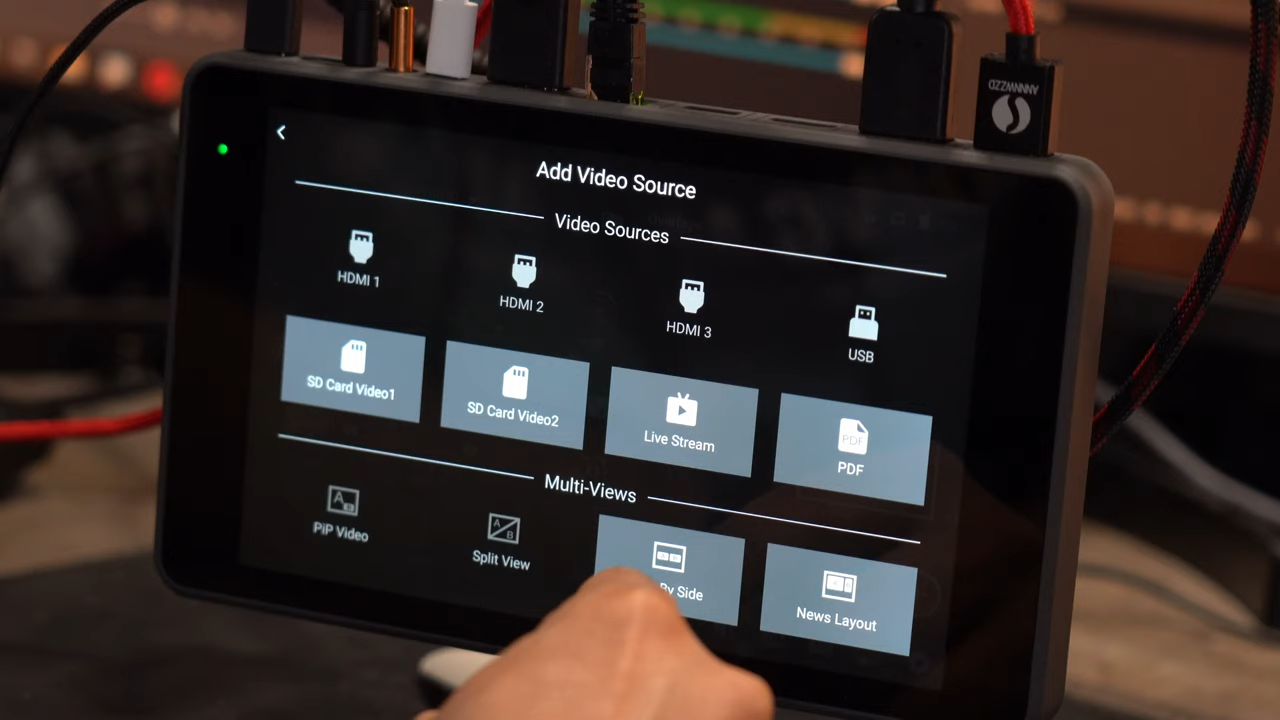 ANNNWZZD
Add Video Source
Video Sources
HDMI 1
HDMI 2
HDMI 3
USB
SD Card Video1
SD Card Video2
Live Stream
PDF
PDF
Multi-Views
A
PiP Video
A
B
Split View
By Side
News Layout